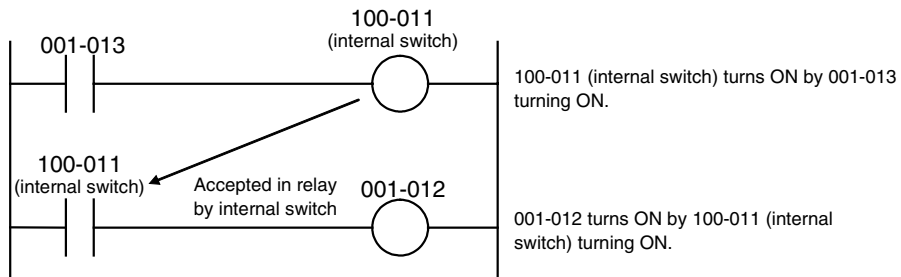 100-011
(internal switch)
001-013
100-011 (internal switch) turns ON by 001-013
turning ON.
100-011
(internal switch)
Accepted in relay
by internal switch
001-012
001-012 turns ON by 100-011 (internal
switch) turning ON.